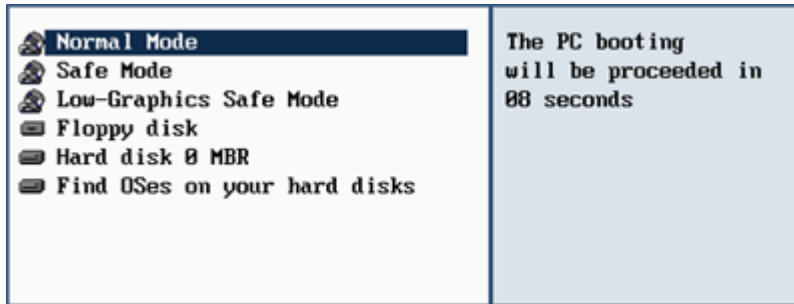 Normal Mode
Safe Mode
Low-Graphics Safe Mode
Floppy disk
Hard disk 0 MBR
Find OSes on your hard disks
The PC booting
will be proceeded in
08 seconds